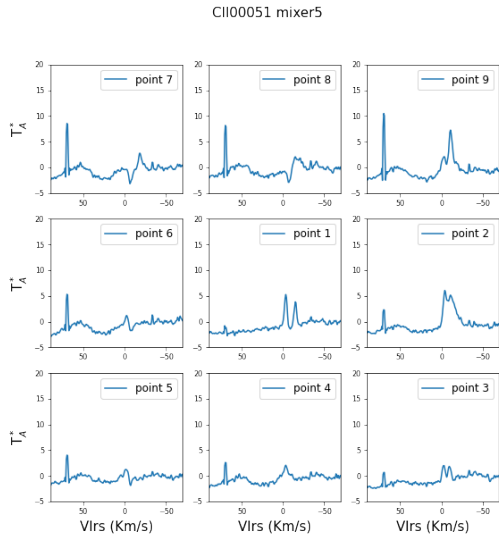 CII00051 mixer5
20 15 10 5 0 −5
T*A
point 7
50 0 −50
20 15 10 5 0 −5
point 8
50 0 −50
20 15 10 5 0 −5
point 9
50 0 −50
20 15 10 5 0 −5
T*A
point 6
50 0 −50
20 15 10 5 0 −5
point 1
50 0 −50
20 15 10 5 0 −5
point 2
50 0 −50
20 15 10 5 0 −5
T*A
point 5
50 0 −50
Vlrs (Km/s)
20 15 10 5 0 −5
point 4
50 0 −50
Vlrs (Km/s)
20 15 10 5 0 −5
point 3
50 0 −50
Vlrs (Km/s)